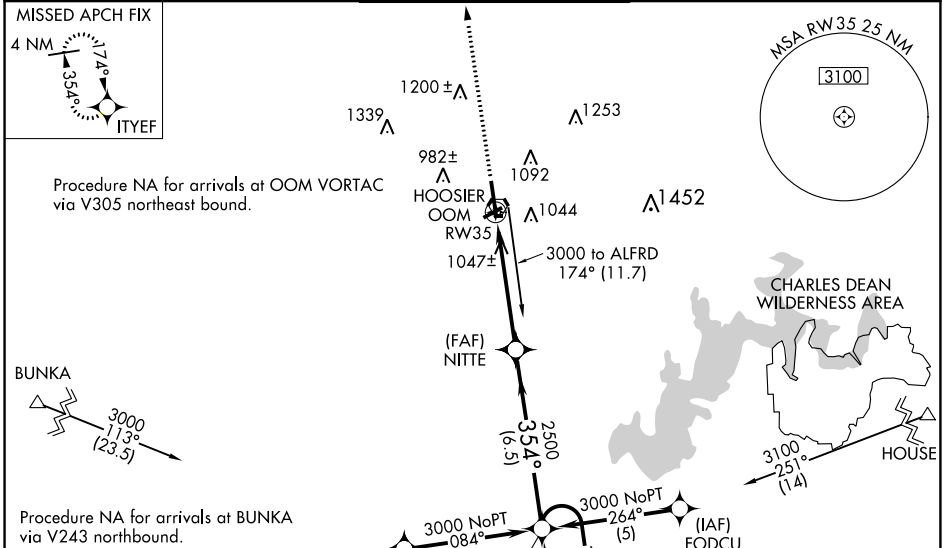 MISSED APCH FIX
4 NM
174°
354°
ITYEF
MSA RW35 25 NM
3100
1200 ±
1339
1253
982±
1092
Procedure NA for arrivals at OOM VORTAC
via V305 northeast bound.
HOOSIER
OOM
RW35
1044
1452
1047±
3000 to ALFRD
174° (11.7)
CHARLES DEAN
WILDERNESS AREA
(FAF)
NITTE
BUNKA
3000
113°
(23.5)
2500
354°
(6.5)
HOUSE
3100
251°
(14)
Procedure NA for arrivals at BUNKA
via V243 northbound.
3000 NoPT
084°
3000 NoPT
264°
(5)
(IAF)